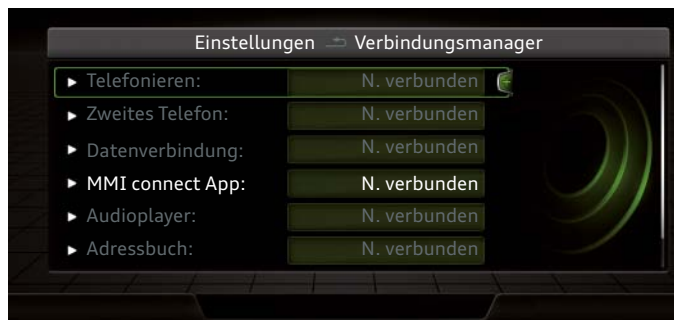 Einstellungen Verbindungsmanager
Telefonieren: N. verbunden
Zweites Telefon: N. verbunden
Datenverbindung: N. verbunden
MMI connect App: N. verbunden
Audioplayer: N. verbunden
Adressbuch: N. verbunden